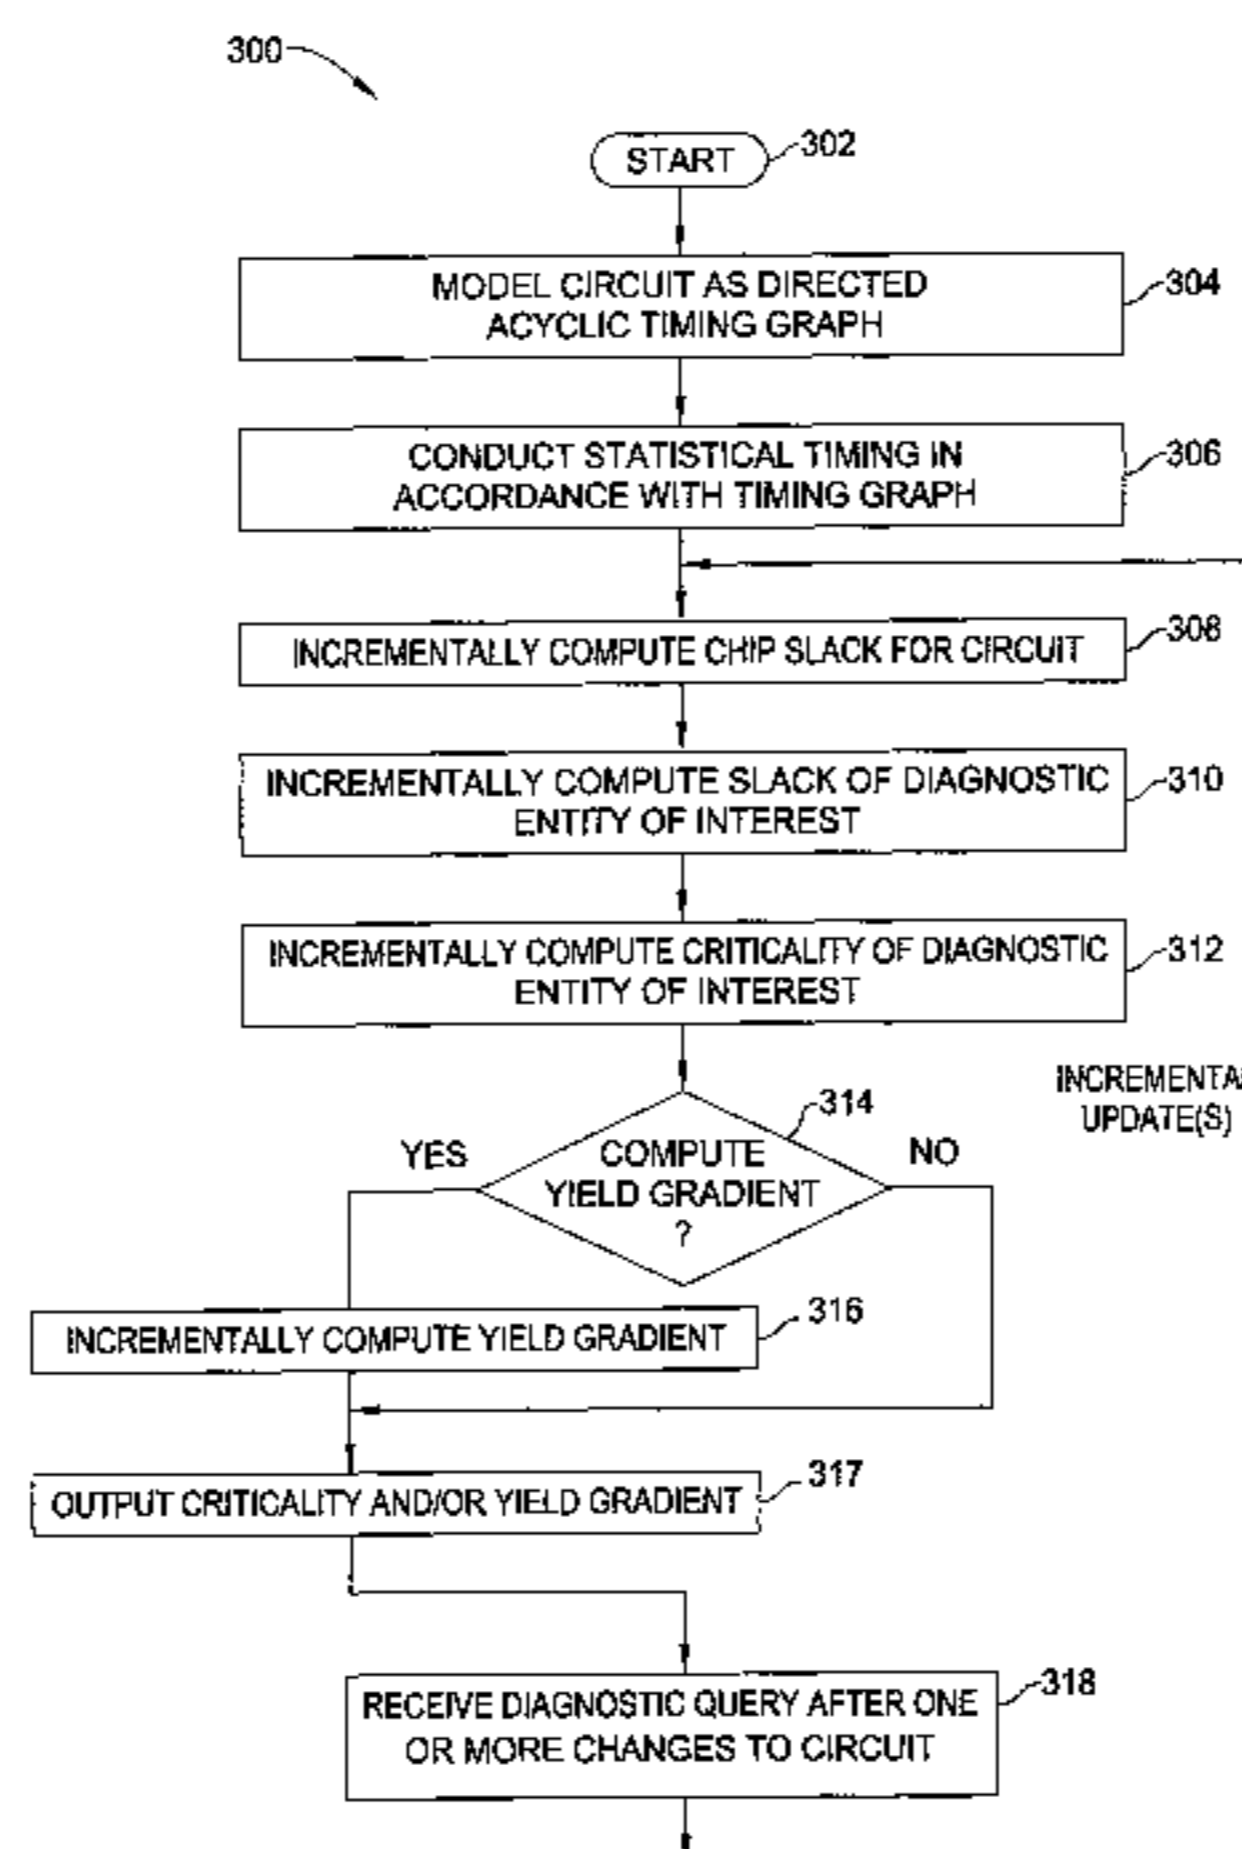 300
START
302
MODEL CIRCUIT AS DIRECTED
ACYCLIC TIMING GRAPH
304
CONDUCT STATISTICAL TIMING IN
ACCORDANCE WITH TIMING GRAPH
306
INCREMENTALLY COMPUTE CHIP SLACK FOR CIRCUIT
308
INCREMENTALLY COMPUTE SLACK OF DIAGNOSTIC
ENTITY OF INTEREST
310
INCREMENTALLY COMPUTE CRITICALITY OF DIAGNOSTIC
ENTITY OF INTEREST
312
INCREMENTA
UPDATE(S)
314
YES
COMPUTE
YIELD GRADIENT
?
NO
316
INCREMENTALLY COMPUTE YIELD GRADIENT
317
OUTPUT CRITICALITY AND/OR YIELD GRADIENT
318
RECEIVE DIAGNOSTIC QUERY AFTER ONE
OR MORE CHANGES TO CIRCUIT